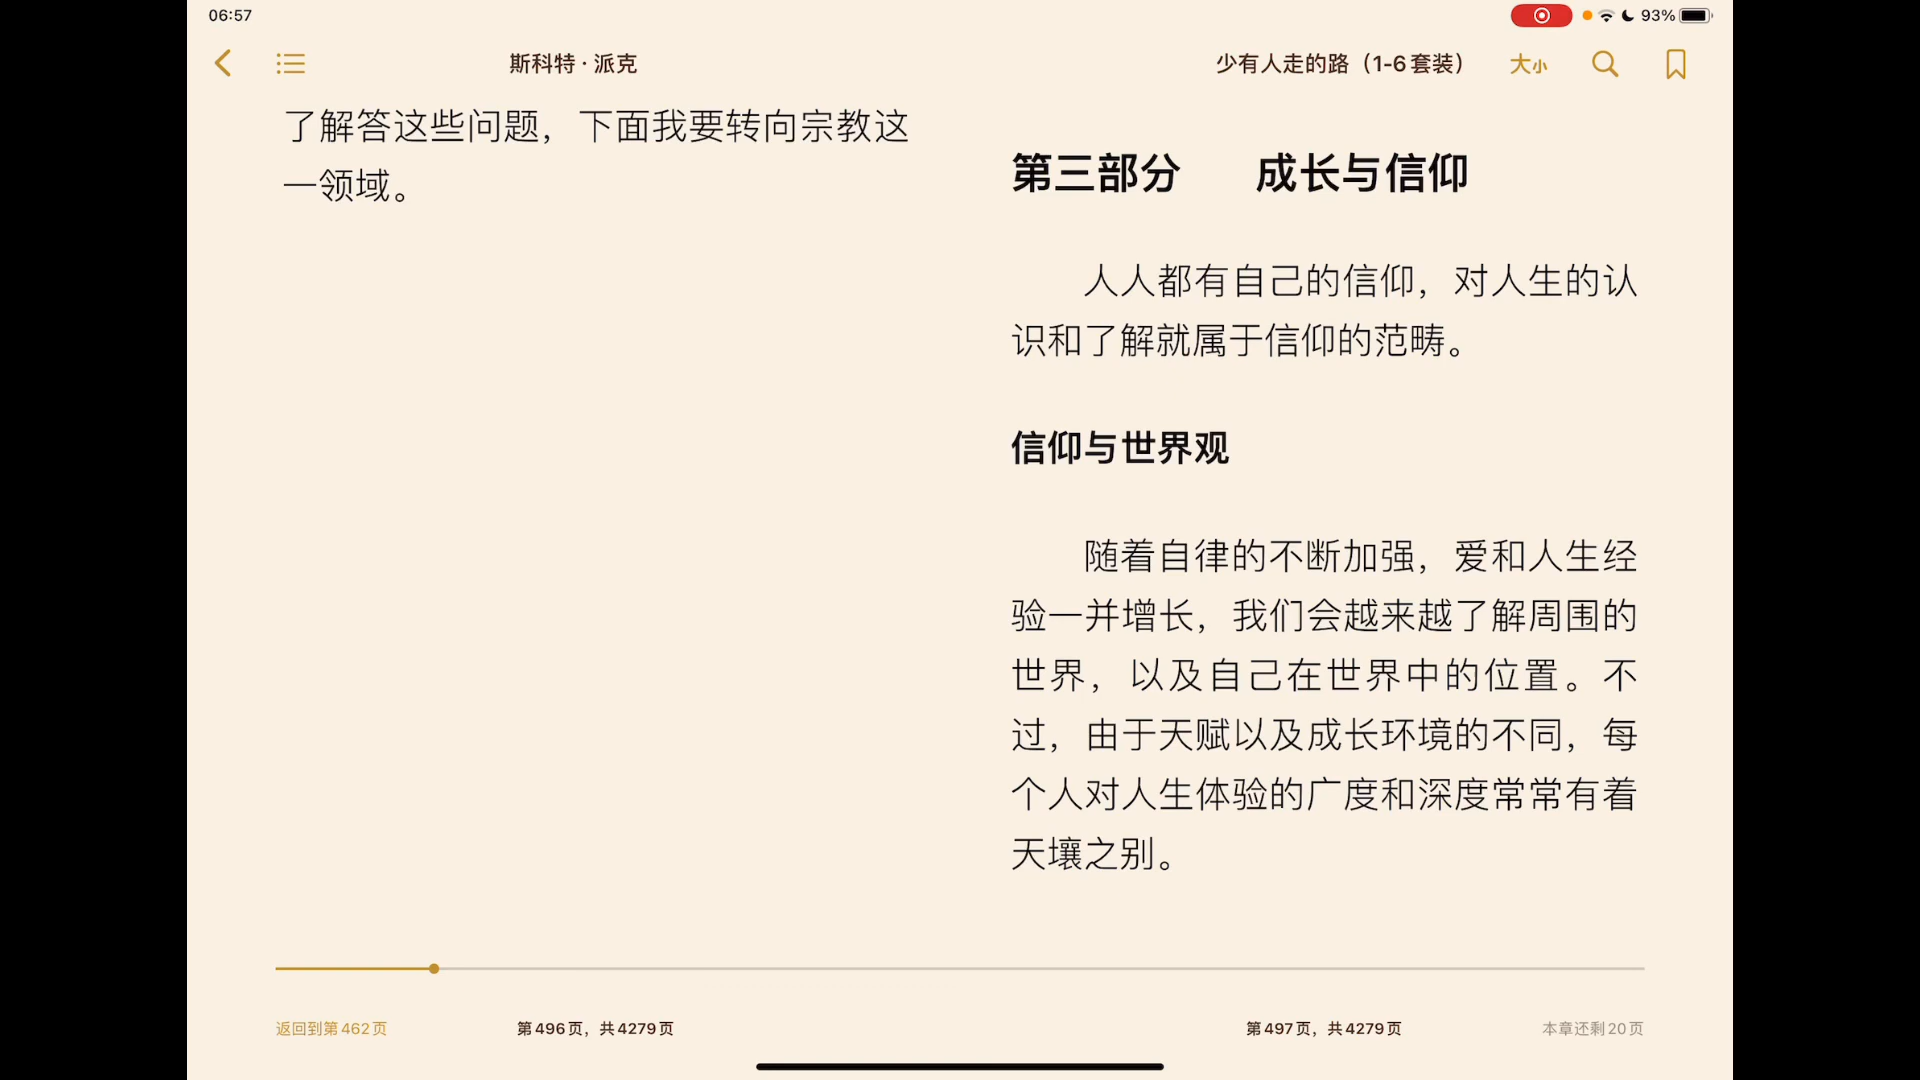 06:57
93%
斯科特·派克
少有人走的路（1-6套装）
大小
了解答这些问题，下面我要转向宗教这
一领域。
第三部分 成长与信仰
人人都有自己的信仰，对人生的认
识和了解就属于信仰的范畴。
信仰与世界观
随着自律的不断加强，爱和人生经
验一并增长，我们会越来越了解周围的
世界，以及自己在世界中的位置。不
过，由于天赋以及成长环境的不同，每
个人对人生体验的广度和深度常常有着
天壤之别。
返回到第462页
第496页，共4279页
第497页，共4279页
本章还剩20页